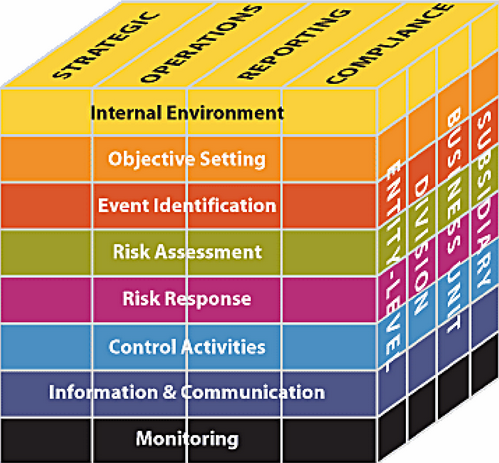 STRATEGIC
OPERATIONS
REPORTING
COMPLIANCE
Internal Environment
Objective Setting
Event Identification
Risk Assessment
Risk Response
Control Activities
Information & Communication
Monitoring
ENTITY-LEVEL
DIVISION
BUSINESS UNIT
SUBSIDIARY